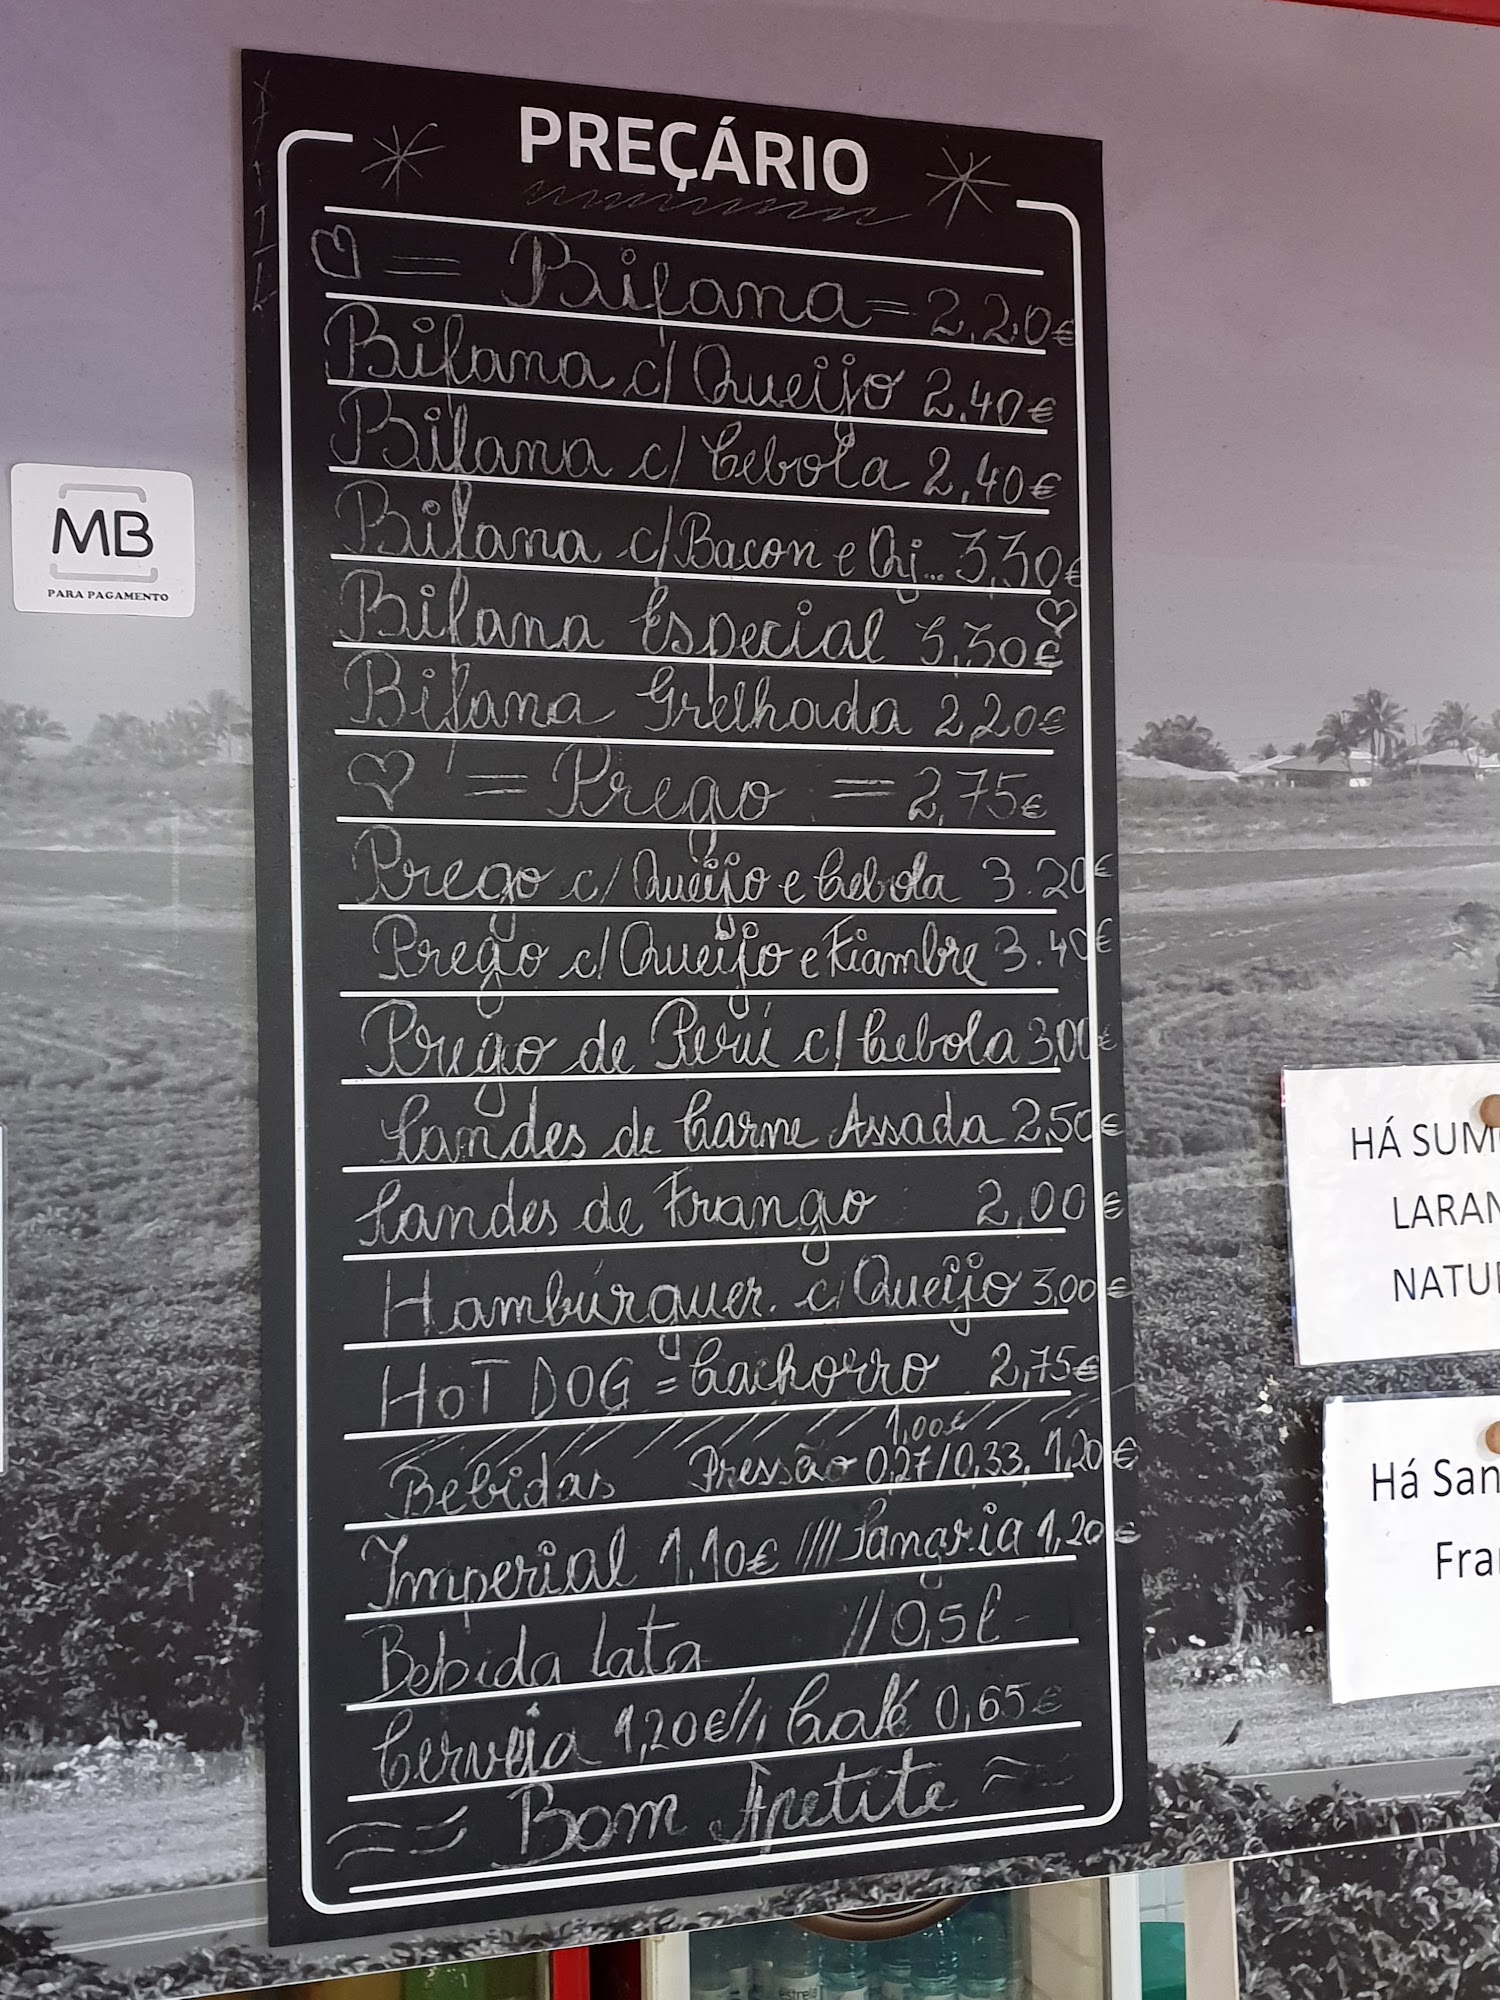 PREÇÁRIO
= Bifana = 2,20€
Bifana c/ Queijo 2,40€
Bifana c/ Cebola 2,40€
Bifana c/ Bacon e Qj... 3,30€
Bifana Especial 3,30€
Bifana Grelhada 2,20€
= Prego = 2,75€
Prego c/ Queijo e Cebola 3.20€
Prego c/ Queijo e Fiambre 3.40€
Prego de Perú c/ Cebola 3,00€
Sandes de Carne Assada 2,50€
Sandes de Frango 2,00€
Hambúrguer. c/ Queijo 3,00€
HOT DOG = Cachorro 2,75€
1,00€
Bebidas Pressão 0,27/0,33. 1,20€
Imperial 1,10€ //// Sangria 1,20€
Bebida Lata // 0,5l -
Cerveja 1,20€ // Café 0,65€
Bom Apetite
MB
PARA PAGAMENTO
HÁ SUM
LARAN
NATU
Há San
Fra